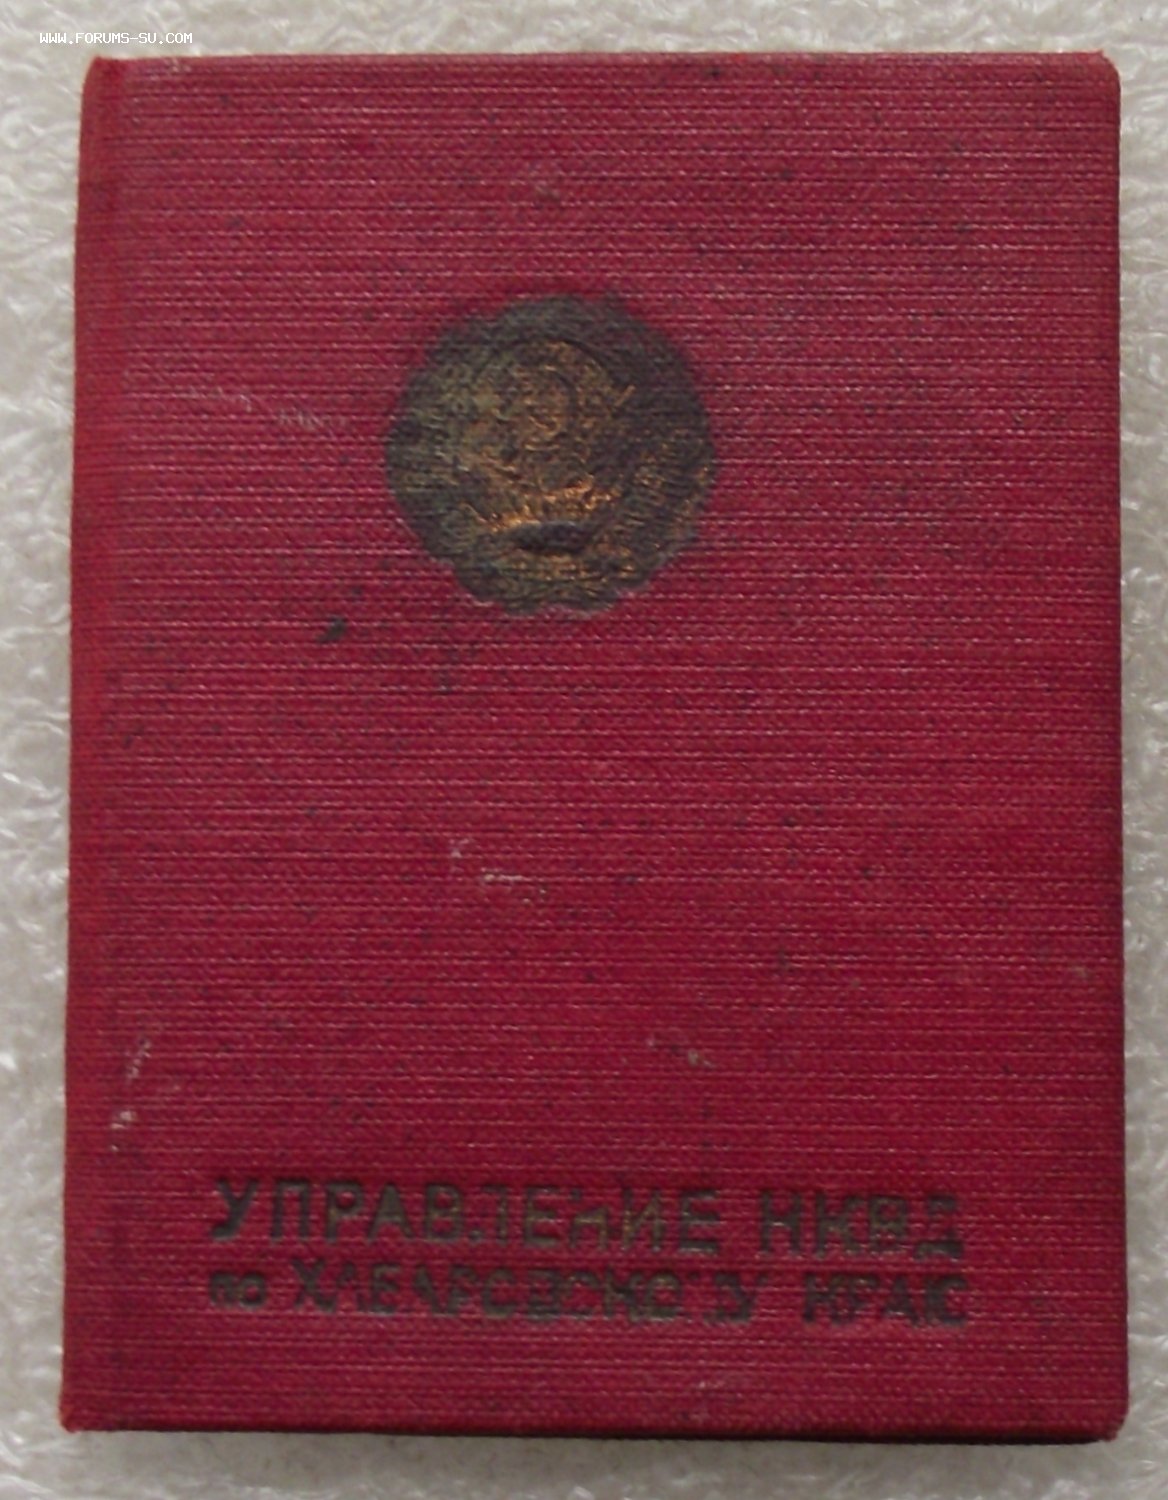 WWW.FORUMS-SU.COM
УПРАВЛЕНИЕ НКВД
по ХАБАРОВСКОМУ КРАЮ